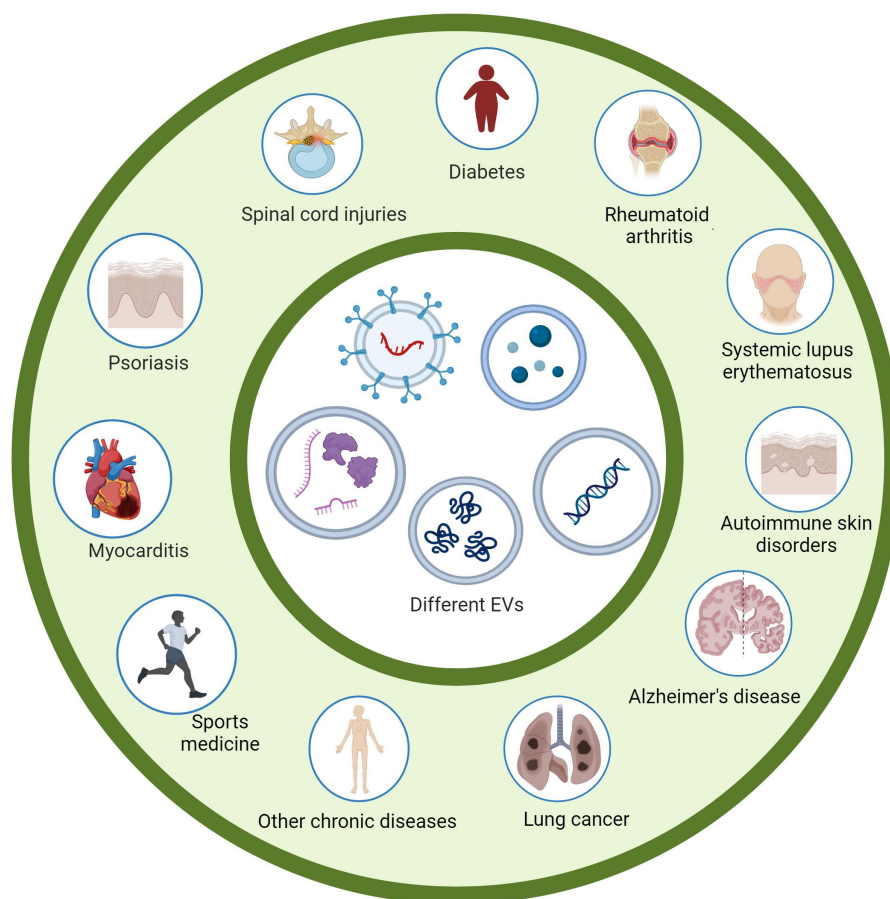 Diabetes
Spinal cord injuries
Rheumatoid
arthritis
Psoriasis
Systemic lupus
erythematosus
Myocarditis
Autoimmune skin
disorders
Different EVs
Alzheimer's disease
Sports
medicine
Other chronic diseases
Lung cancer